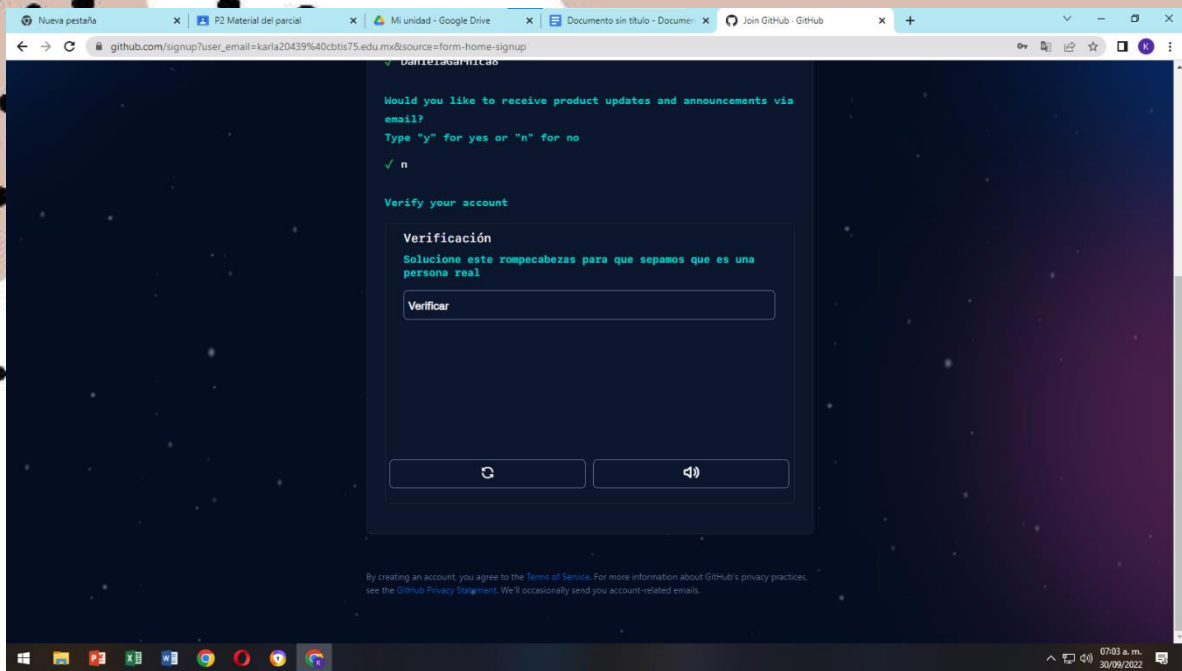 Nueva pestaña
P2 Material del parcial
Mi unidad - Google Drive
Documento sin título - Documen
Join GitHub · GitHub
github.com/signup?user_email=karla20439%40cbtis75.edu.mx&source=form-home-signup
K
DanielaGarnica8
Would you like to receive product updates and announcements via
email?
Type "y" for yes or "n" for no
n
Verify your account
Verificación
Solucione este rompecabezas para que sepamos que es una
persona real
Verificar
By creating an account, you agree to the Terms of Service. For more information about GitHub's privacy practices,
see the GitHub Privacy Statement. We'll occasionally send you account-related emails.
07:03 a. m.
30/09/2022